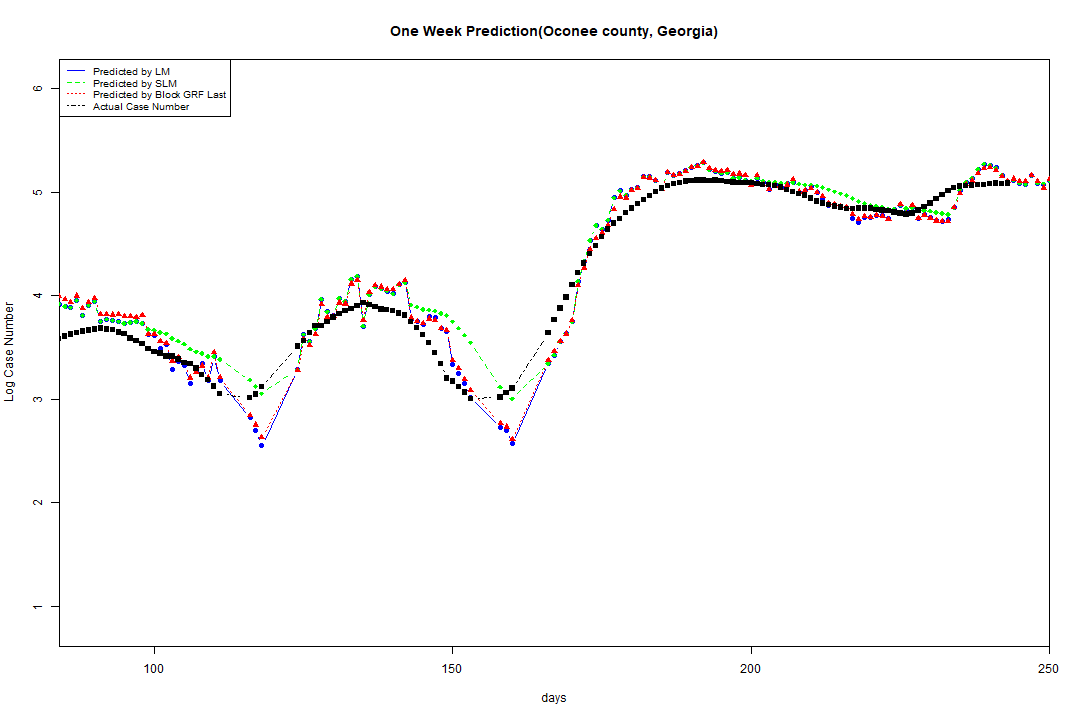 One Week Prediction(Oconee county, Georgia)
Predicted by LM
Predicted by SLM
Predicted by Block GRF Last
Actual Case Number
Log Case Number
6
5
4
3
2
1
100
150
200
250
days